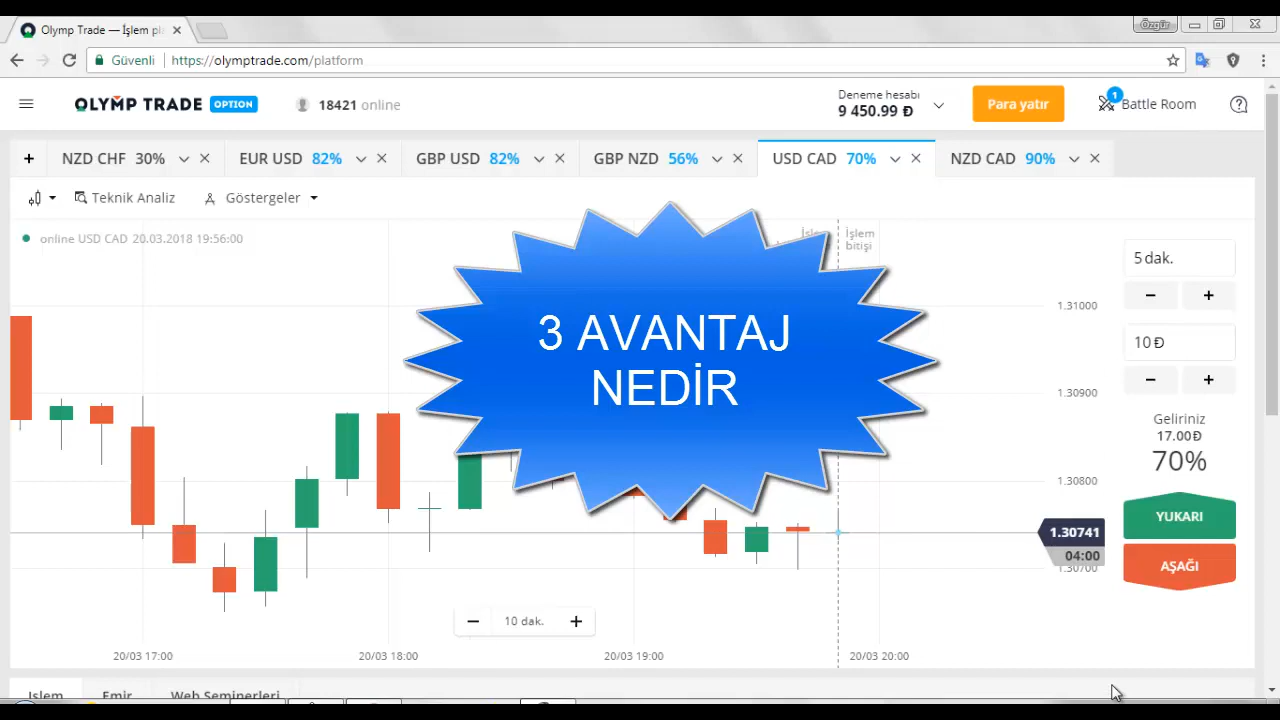 Olymp Trade — İşlem pl
Özgür
Güvenli
https://olymptrade.com/platform
OLYMP TRADE OPTION
18421 online
Deneme hesabı
9 450.99 Đ
Para yatır
1
Battle Room
+ NZD CHF 30% EUR USD 82% GBP USD 82% GBP NZD 56% USD CAD 70% NZD CAD 90%
Teknik Analiz
Göstergeler
online USD CAD 20.03.2018 19:56:00
İşlem
bitişi
3 AVANTAJ
NEDİR
5 dak.
− +
10 Đ
− +
Geliriniz
17.00 Đ
70%
YUKARI
AŞAĞI
1.31000
1.30900
1.30800
1.30741
04:00
1.30700
− 10 dak. +
20/03 17:00 20/03 18:00 20/03 19:00 20/03 20:00
İşlem Emir Web Seminerleri